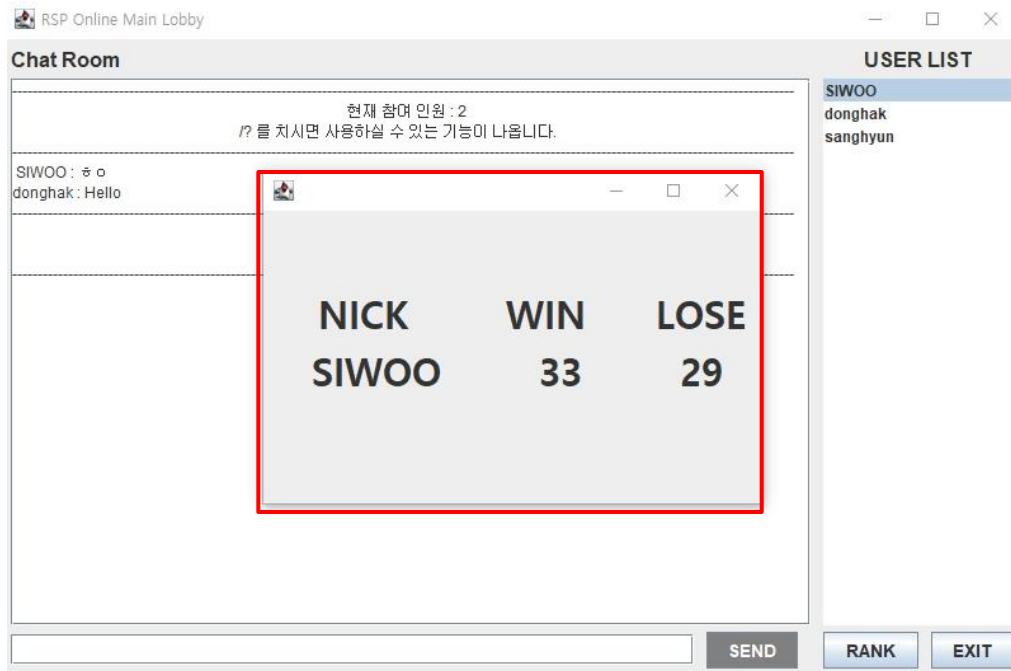 RSP Online Main Lobby
Chat Room
USER LIST
현재 참여 인원 : 2
/? 를 치시면 사용하실 수 있는 기능이 나옵니다.
SIWOO : ㅎㅇ
donghak : Hello
SIWOO
donghak
sanghyun
NICK WIN LOSE
SIWOO 33 29
SEND
RANK
EXIT